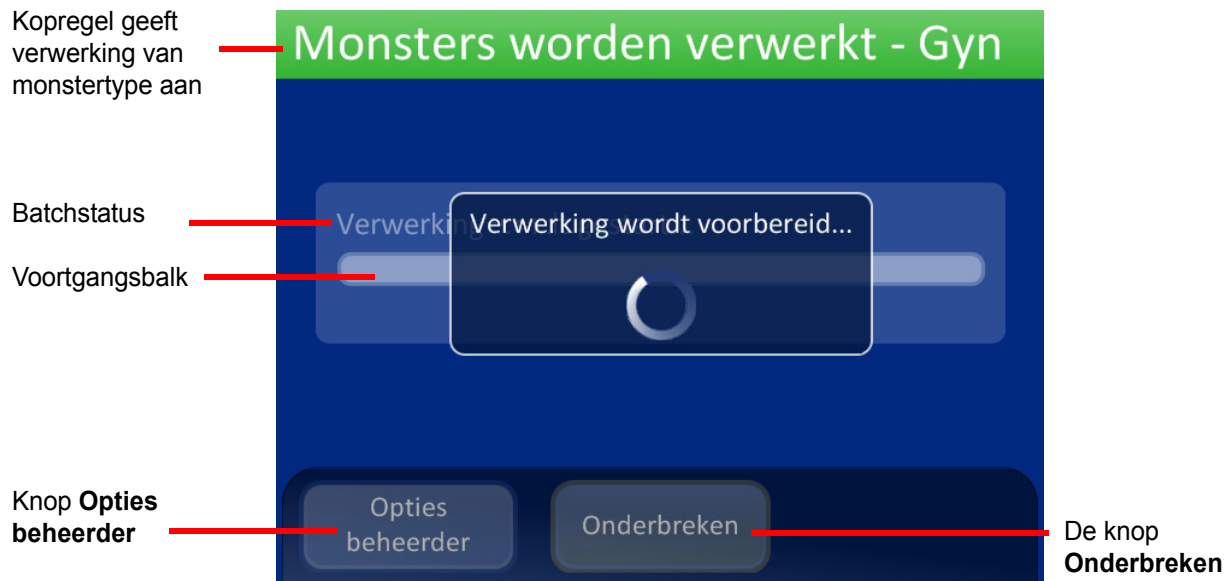 Kopregel geeft
verwerking van
monstertype aan
Monsters worden verwerkt - Gyn
Batchstatus
Verwerking
Verwerking wordt voorbereid...
Voortgangsbalk
Knop Opties
beheerder
Opties
beheerder
Onderbreken
De knop
Onderbreken